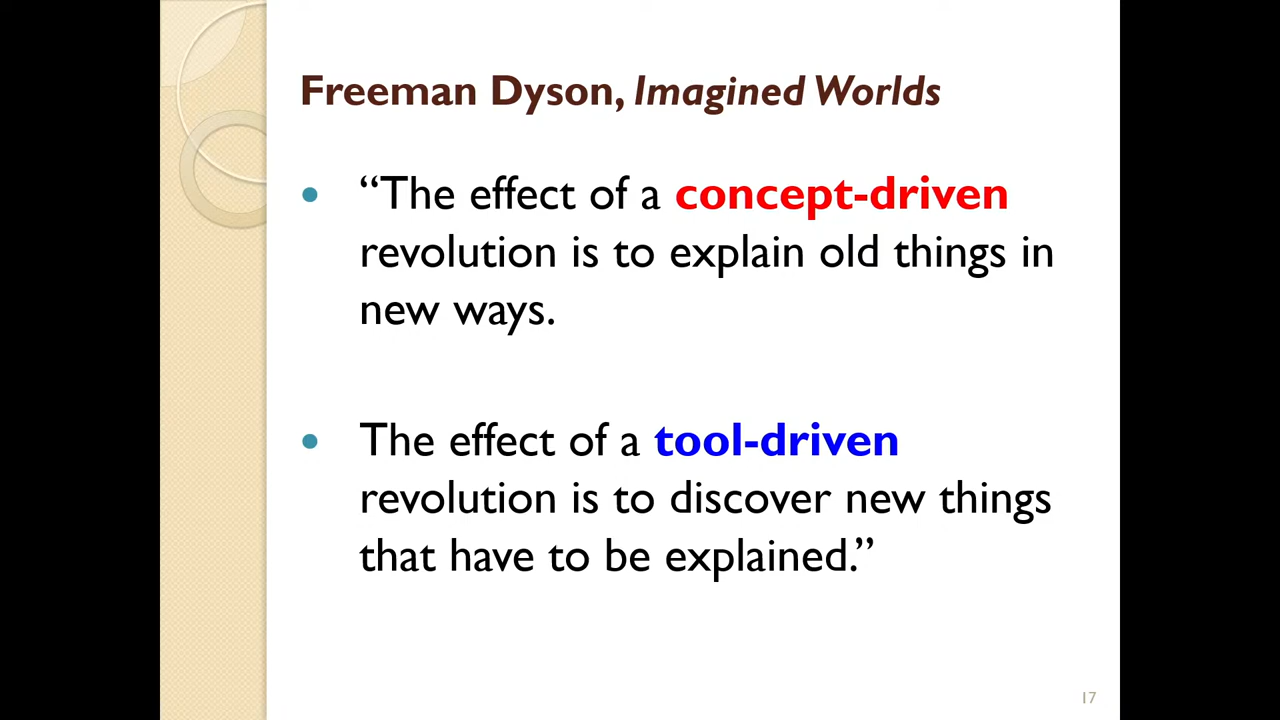 Freeman Dyson, Imagined Worlds
• “The effect of a concept-driven
revolution is to explain old things in
new ways.
• The effect of a tool-driven
revolution is to discover new things
that have to be explained.”
17